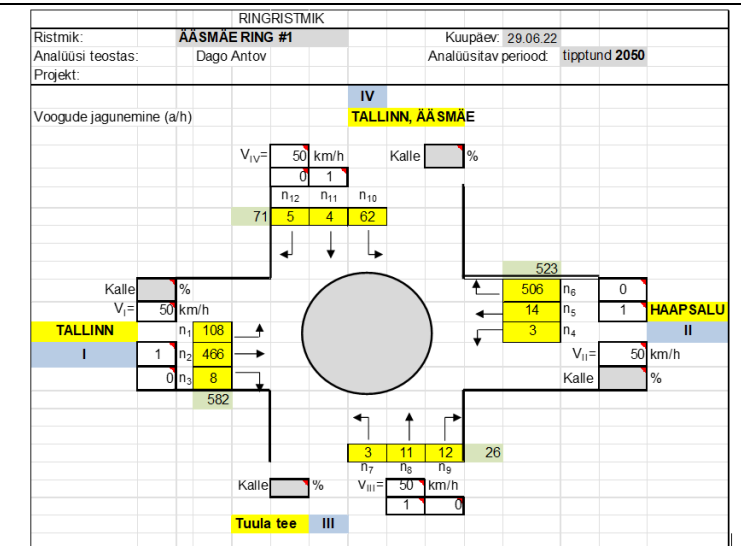 RINGRISTMIK
Ristmik: ÄÄSMÄE RING #1 Kuupäev: 29.06.22
Analüüsi teostas: Dago Antov Analüüsitav periood: tipptund 2050
Projekt:
IV
Voogude jagunemine (a/h) TALLINN, ÄÄSMÄE
VIV= 50 km/h Kalle %
0 1
n12 n11 n10
71 5 4 62
523
Kalle % 506 n6 0
VI= 50 km/h 14 n5 1 HAAPSALU
TALLINN n1 108 3 n4 II
I 1 n2 466 VII= 50 km/h
0 n3 8 Kalle %
582
3 11 12 26
n7 n8 n9
Kalle % VIII= 50 km/h
1 0
Tuula tee III